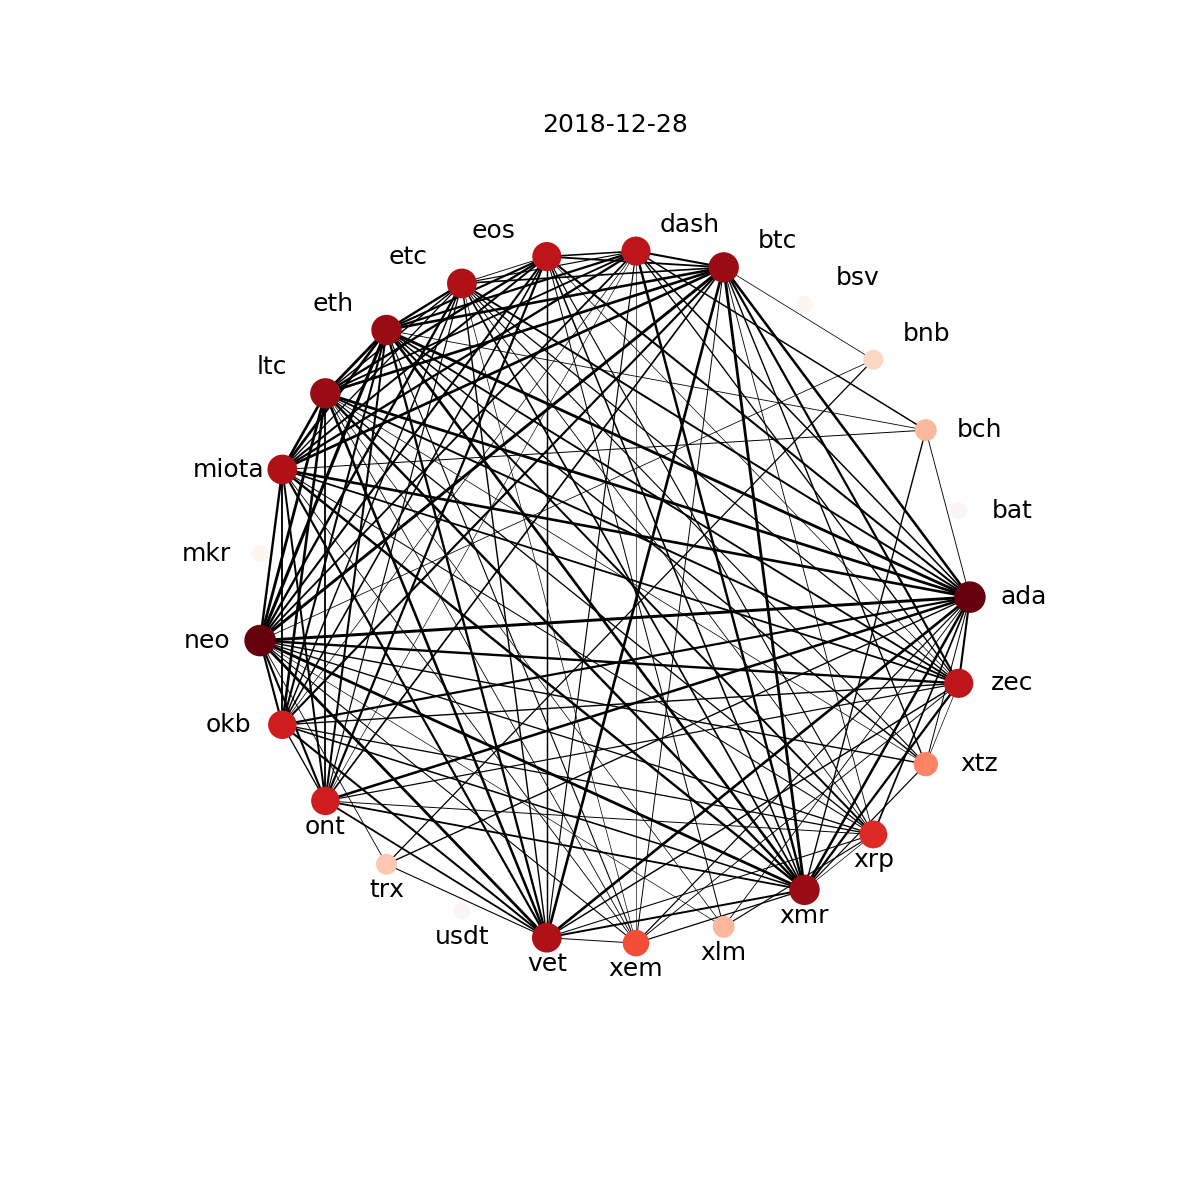 2018-12-28
dash
eos
btc
etc
bsv
eth
bnb
ltc
bch
miota
bat
mkr
ada
neo
zec
okb
xtz
ont
xrp
trx
xmr
usdt
xlm
vet
xem